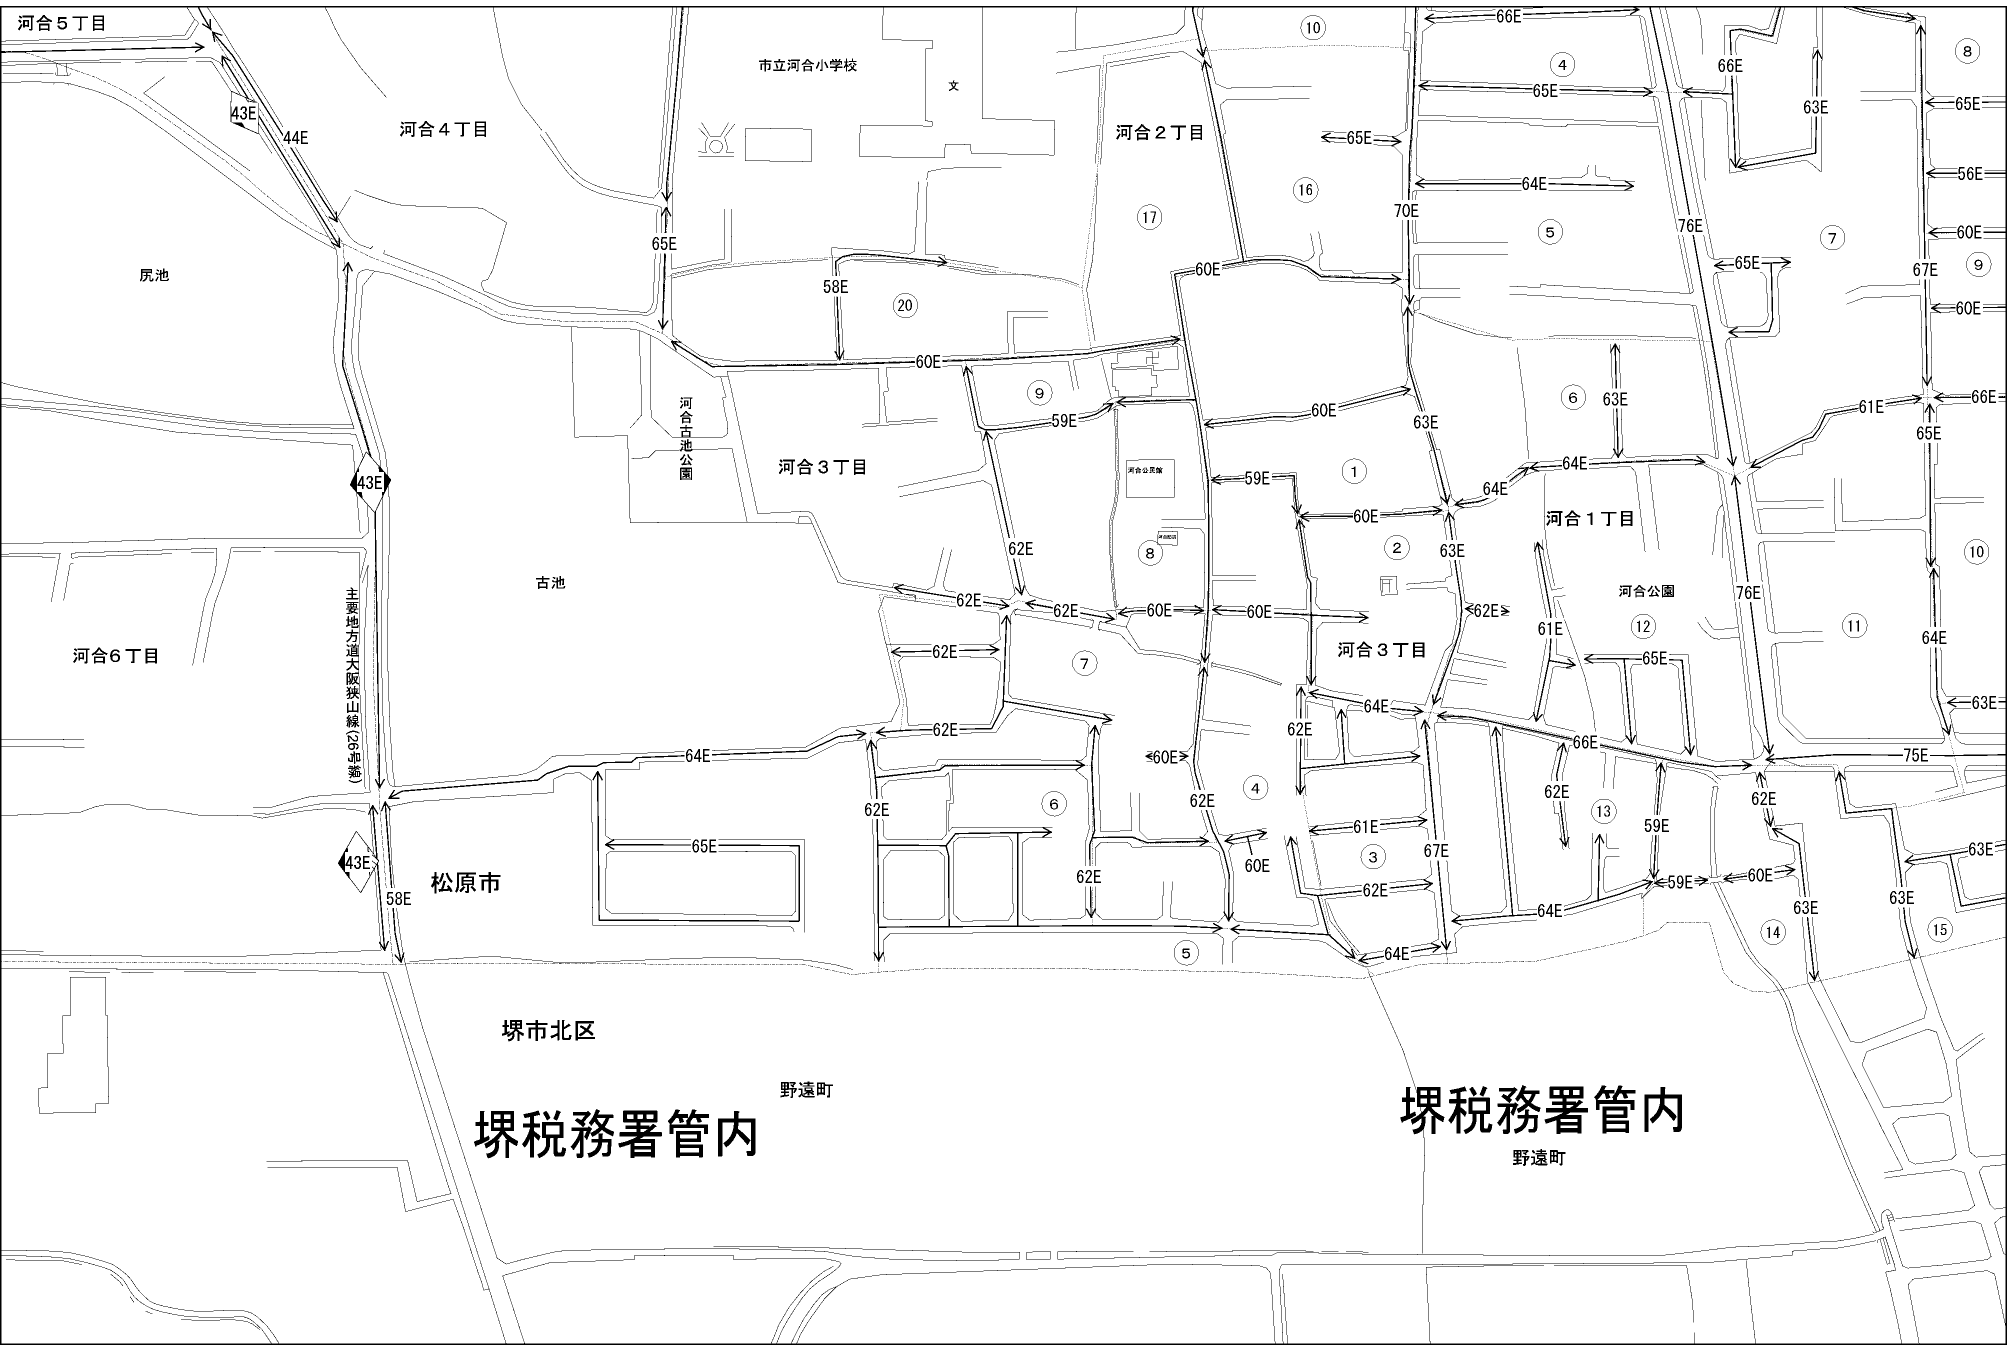 河合５丁目
市立河合小学校
文
河合４丁目
河合２丁目
尻池
43E
44E
65E
58E
60E
60E
⑩
④
⑧
66E
65E
65E
64E
66E
63E
65E
56E
60E
67E
60E
⑯
⑰
70E
⑤
76E
65E
⑦
⑨
⑳
⑨
59E
60E
63E
⑥
63E
61E
66E
65E
河合古池公園
河合３丁目
43E
河合公民館
59E
①
60E
64E
64E
河合１丁目
②
63E
⑧
62E
62E
62E
60E
60E
62E
61E
河合公園
⑫
76E
⑪
⑩
64E
古池
主要地方道大阪狭山線(26号線)
河合６丁目
62E
⑦
河合３丁目
65E
64E
62E
63E
62E
64E
66E
75E
60E
62E
④
62E
⑥
62E
⑬
59E
62E
61E
③
67E
60E
65E
62E
62E
59E
60E
63E
43E
58E
松原市
64E
63E
63E
⑭
⑮
⑤
64E
堺市北区
野遠町
堺税務署管内
堺税務署管内
野遠町